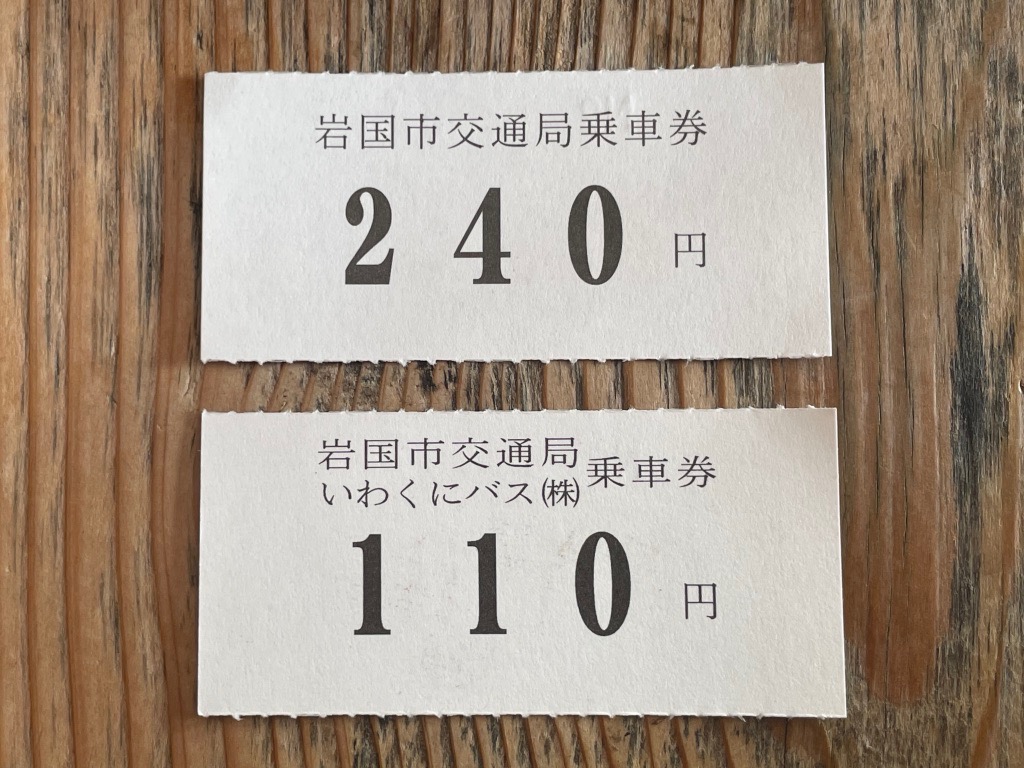 岩国市交通局乗車券
240円
岩国市交通局
いわくにバス㈱
乗車券
110円